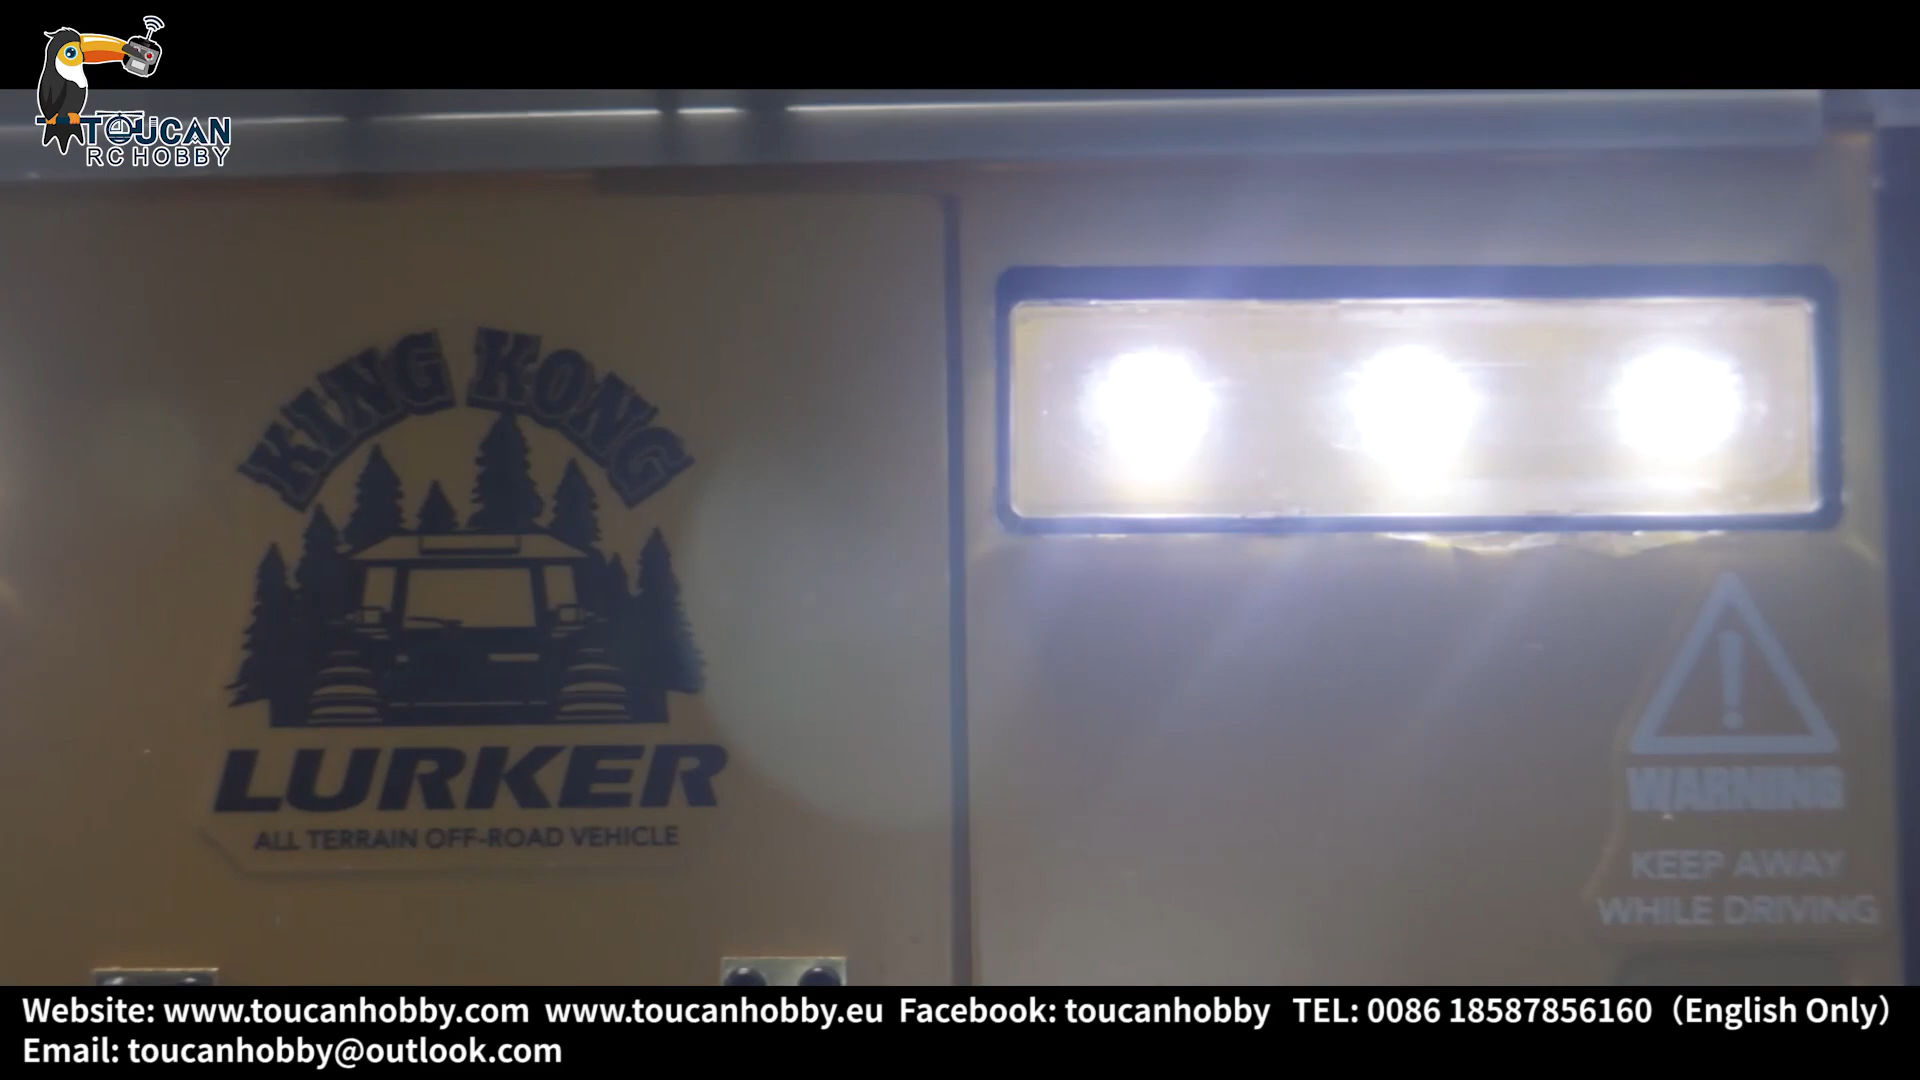 TOUCAN
RC HOBBY
KING KONG
LURKER
ALL TERRAIN OFF-ROAD VEHICLE
WARNING
KEEP AWAY
WHILE DRIVING
Website: www.toucanhobby.com www.toucanhobby.eu Facebook: toucanhobby TEL: 0086 18587856160（English Only）
Email: toucanhobby@outlook.com